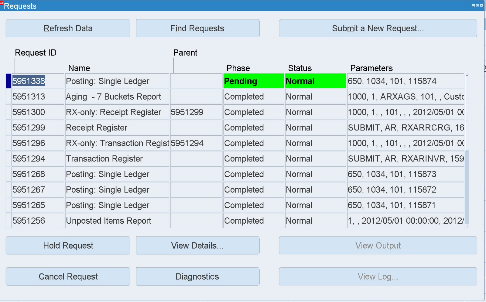 Requests
Refresh Data Find Requests Submit a New Request...
Request ID Parent
Name Phase Status Parameters
5951338 Posting: Single Ledger Pending Normal 650, 1034, 101, 115874
5951313 Aging - 7 Buckets Report Completed Normal 1000, 1, ARXAGS, 101, , Custo
5951300 RX-only: Receipt Register 5951299 Completed Normal 1000, 101, , , 2012/05/01 00
5951299 Receipt Register Completed Normal SUBMIT, AR, RXARRCRG, 16
5951296 RX-only: Transaction Regist 5951294 Completed Normal 1000, 1, 101, , , 2012/05/01
5951294 Transaction Register Completed Normal SUBMIT, AR, RXARINVR, 159
5951268 Posting: Single Ledger Completed Normal 650, 1034, 101, 115873
5951267 Posting: Single Ledger Completed Normal 650, 1034, 101, 115872
5951265 Posting: Single Ledger Completed Normal 650, 1034, 101, 115871
5951256 Unposted Items Report Completed Normal 1, , 2012/05/01 00:00:00, 2012/
Hold Request View Details... View Output
Cancel Request Diagnostics View Log...